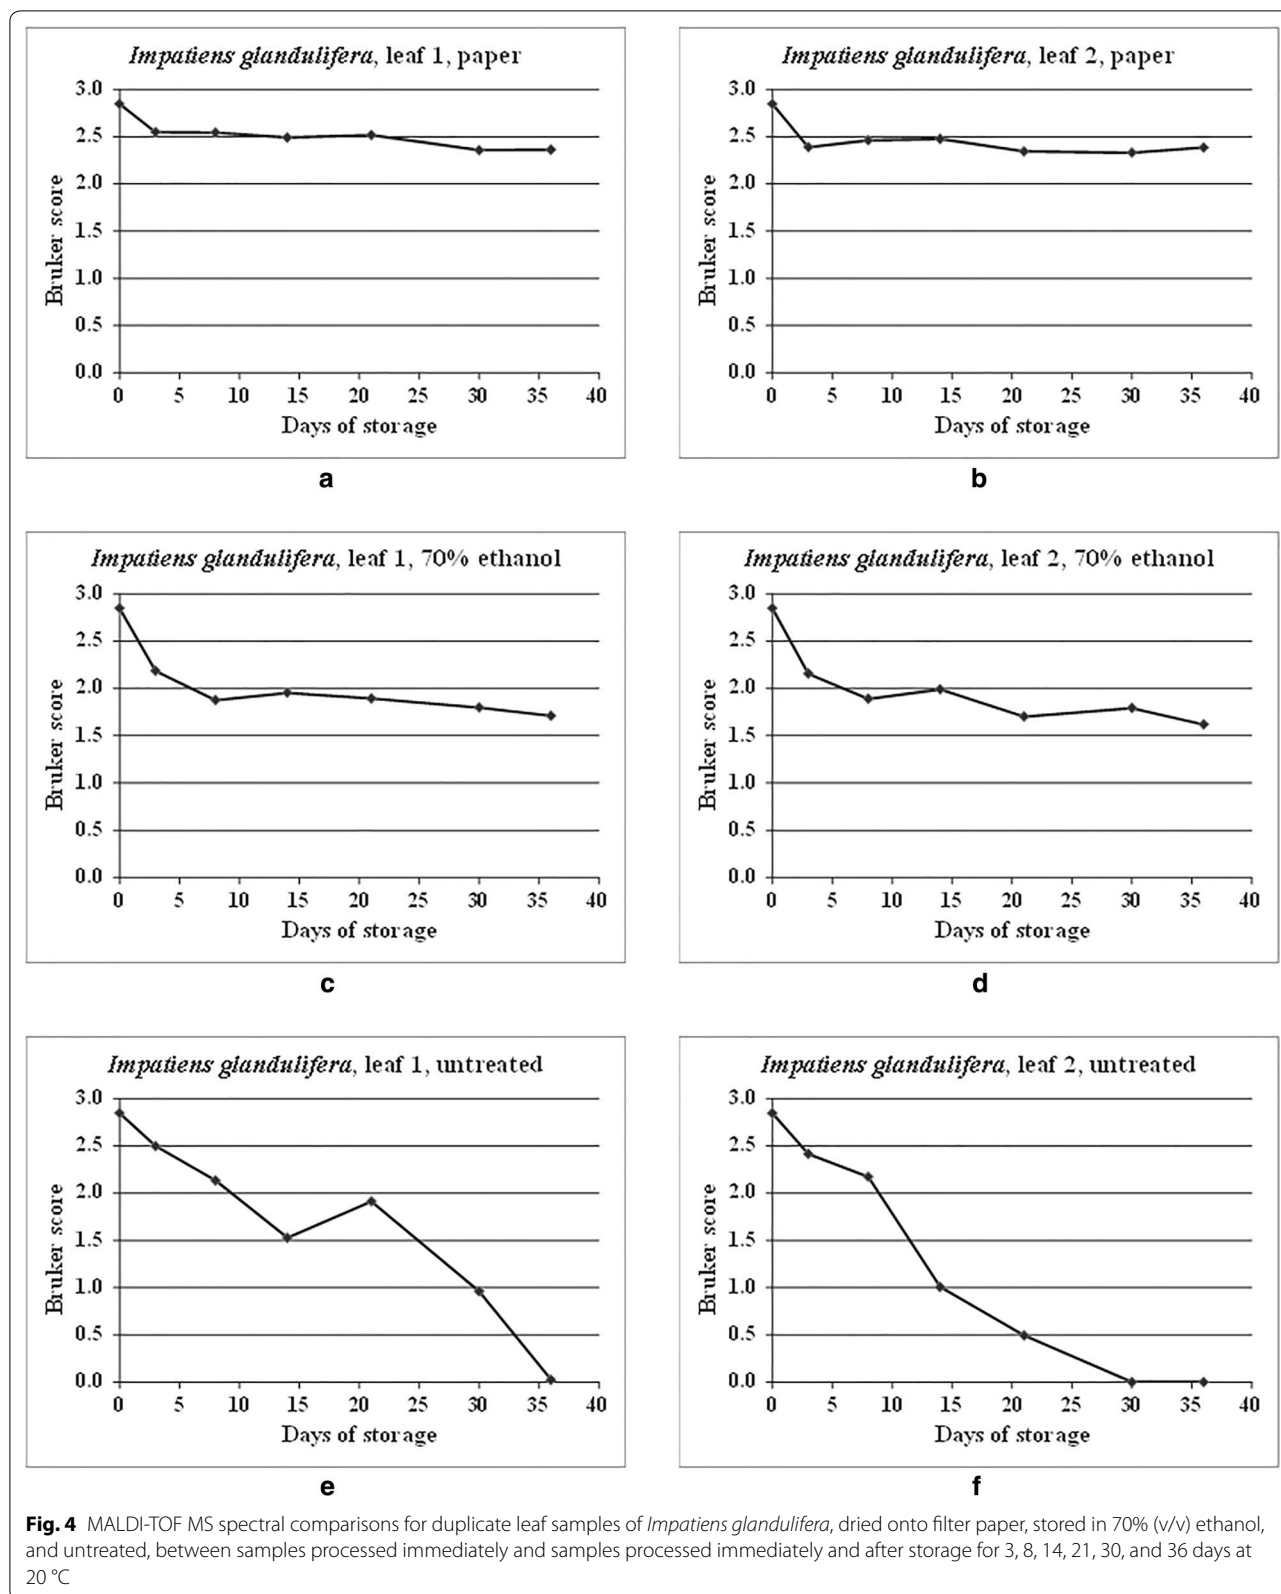 Impatiens glandulifera, leaf 1, paper
3.0
2.5
2.0
1.5
1.0
0.5
0.0
Bruker score
0 5 10 15 20 25 30 35 40
Days of storage
a
Impatiens glandulifera, leaf 2, paper
3.0
2.5
2.0
1.5
1.0
0.5
0.0
Bruker score
0 5 10 15 20 25 30 35 40
Days of storage
b
Impatiens glandulifera, leaf 1, 70% ethanol
3.0
2.5
2.0
1.5
1.0
0.5
0.0
Bruker score
0 5 10 15 20 25 30 35 40
Days of storage
c
Impatiens glandulifera, leaf 2, 70% ethanol
3.0
2.5
2.0
1.5
1.0
0.5
0.0
Bruker score
0 5 10 15 20 25 30 35 40
Days of storage
d
Impatiens glandulifera, leaf 1, untreated
3.0
2.5
2.0
1.5
1.0
0.5
0.0
Bruker score
0 5 10 15 20 25 30 35 40
Days of storage
e
Impatiens glandulifera, leaf 2, untreated
3.0
2.5
2.0
1.5
1.0
0.5
0.0
Bruker score
0 5 10 15 20 25 30 35 40
Days of storage
f
Fig. 4 MALDI-TOF MS spectral comparisons for duplicate leaf samples of Impatiens glandulifera, dried onto filter paper, stored in 70% (v/v) ethanol,
and untreated, between samples processed immediately and samples processed immediately and after storage for 3, 8, 14, 21, 30, and 36 days at
20 °C